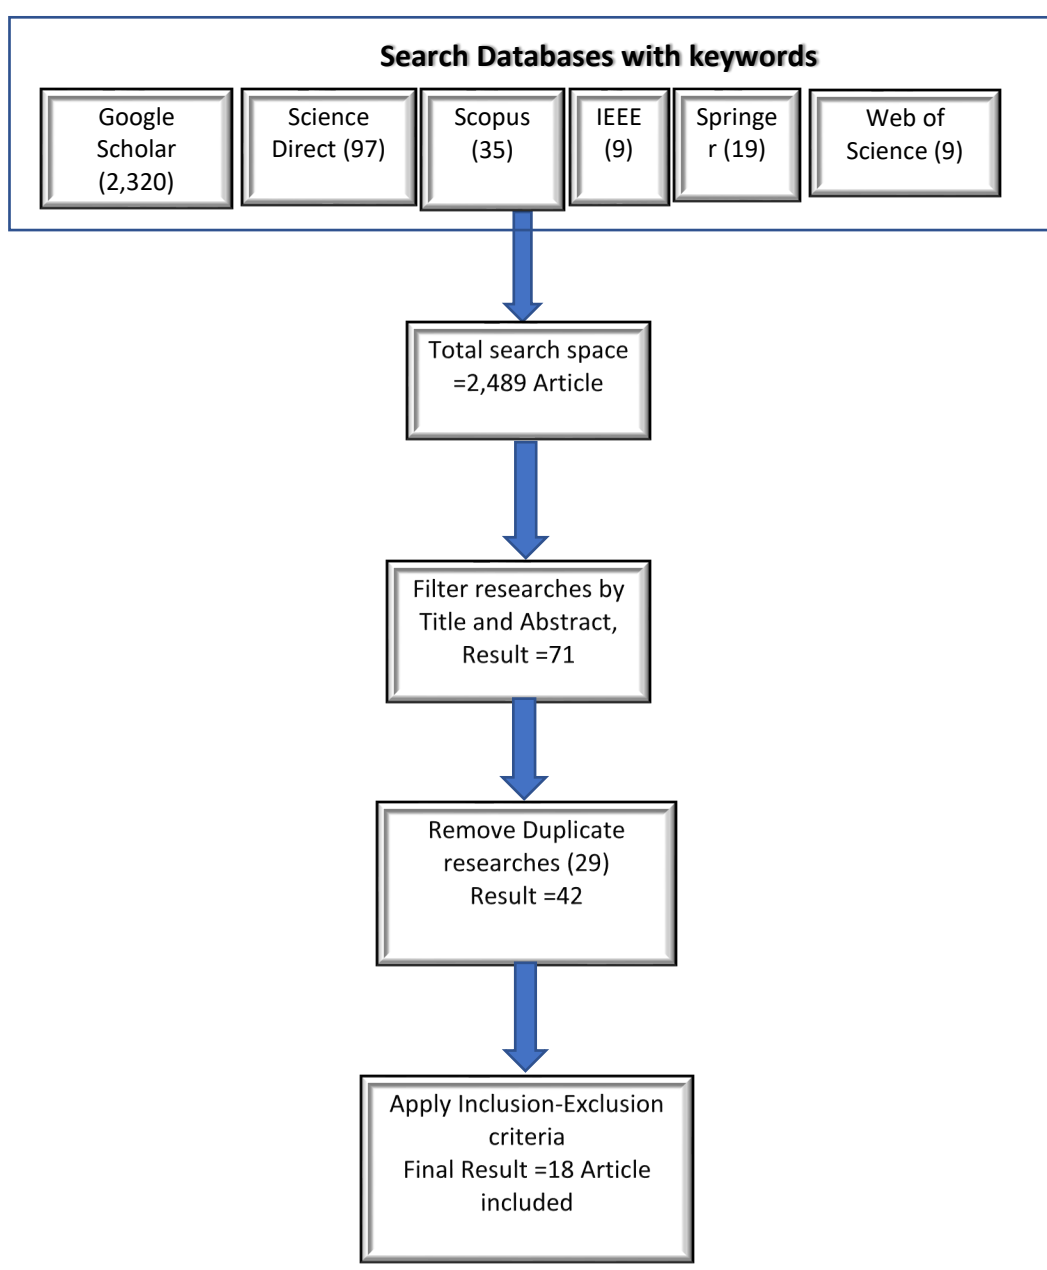 Search Databases with keywords
Google
Scholar
(2,320)
Science
Direct (97)
Scopus
(35)
IEEE
(9)
Springe
r (19)
Web of
Science (9)
Total search space
=2,489 Article
Filter researches by
Title and Abstract,
Result =71
Remove Duplicate
researches (29)
Result =42
Apply Inclusion-Exclusion
criteria
Final Result =18 Article
included